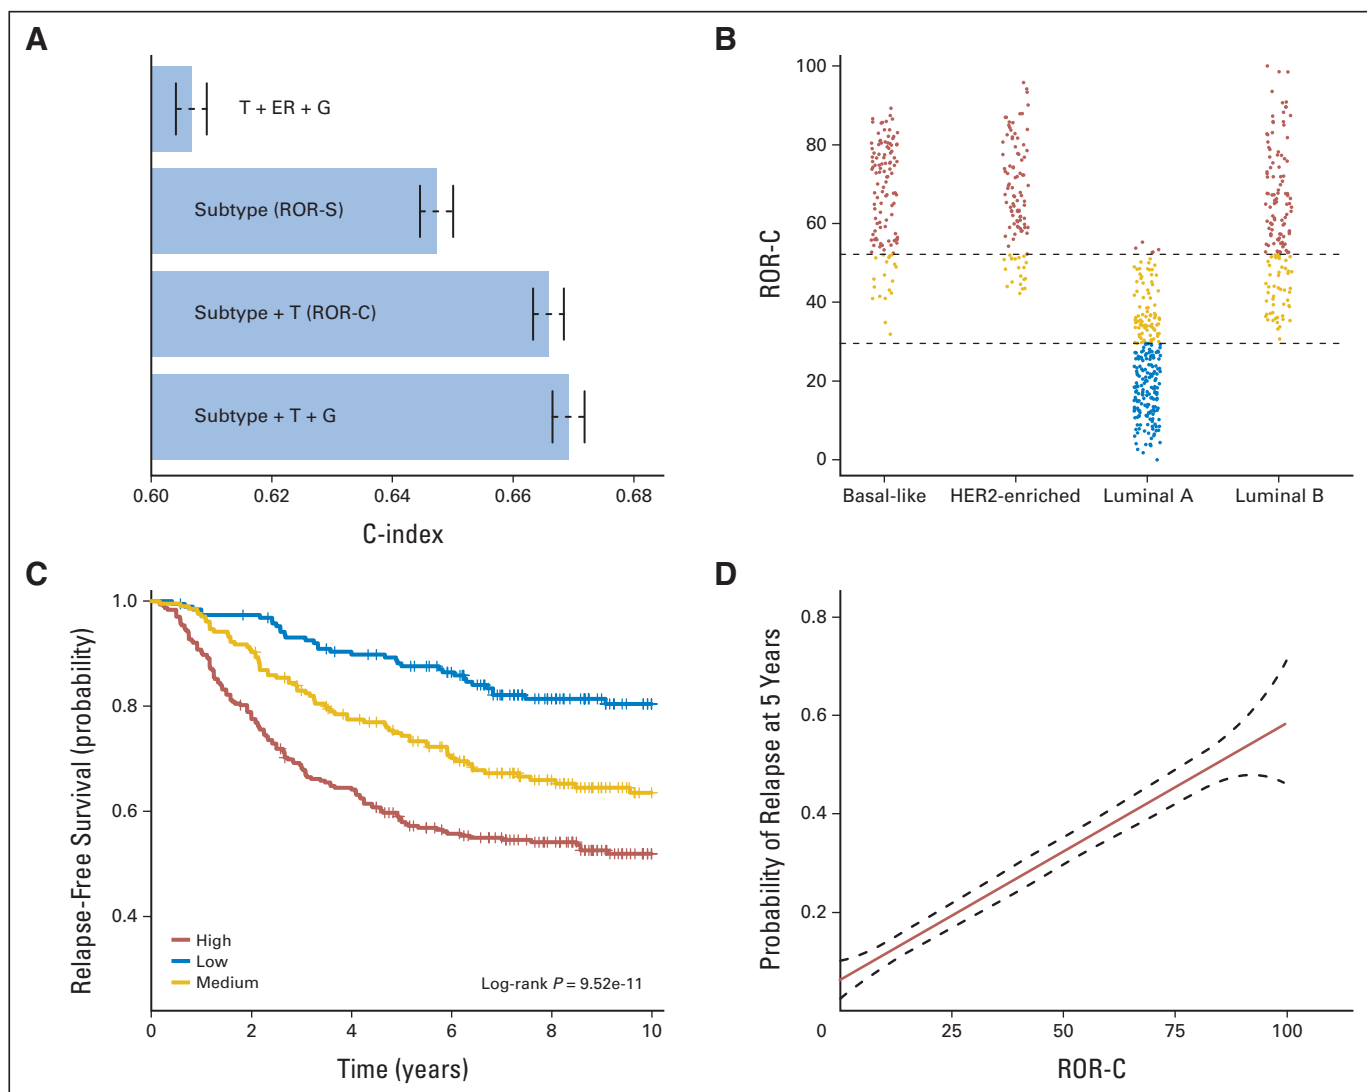 A
T + ER + G
Subtype (ROR-S)
Subtype + T (ROR-C)
Subtype + T + G
0.60 0.62 0.64 0.66 0.68
C-index
B
ROR-C
100
80
60
40
20
0
Basal-like HER2-enriched Luminal A Luminal B
C
Relapse-Free Survival (probability)
1.0
0.8
0.6
0.4
High
Low
Medium
Log-rank P = 9.52e-11
0 2 4 6 8 10
Time (years)
D
Probability of Relapse at 5 Years
0.8
0.6
0.4
0.2
0 25 50 75 100
ROR-C